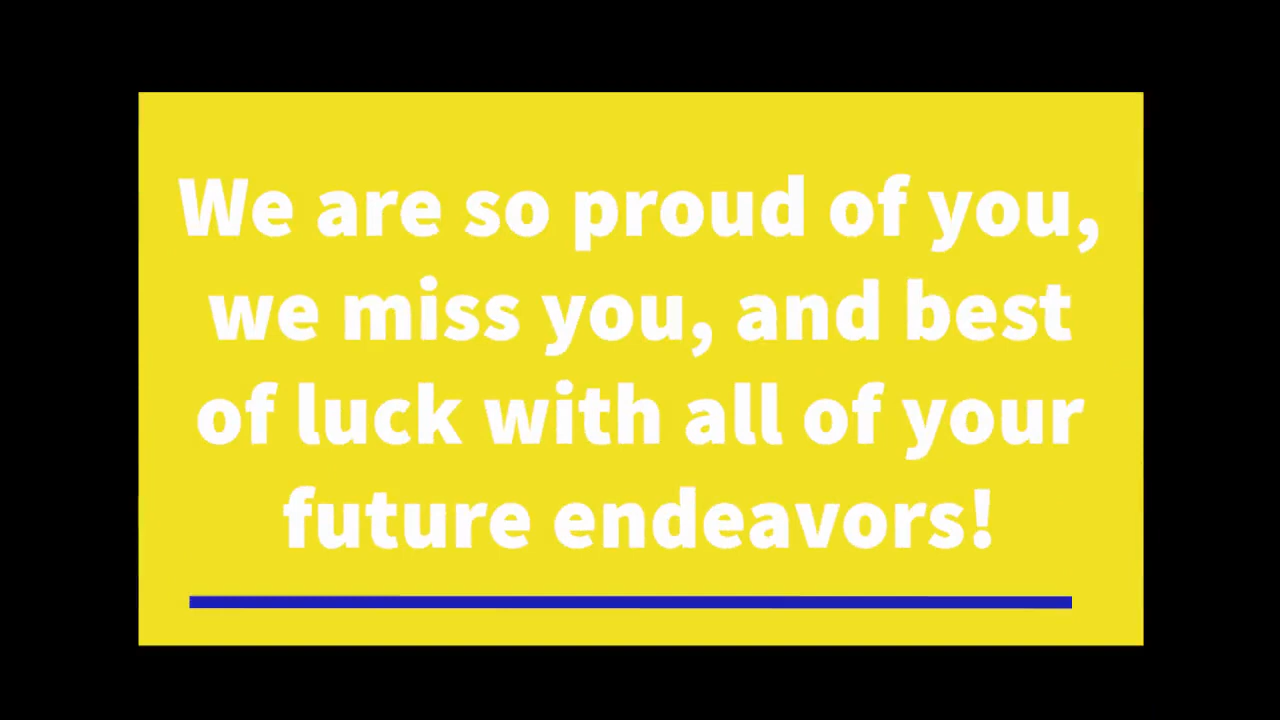 We are so proud of you,
we miss you, and best
of luck with all of your
future endeavors!